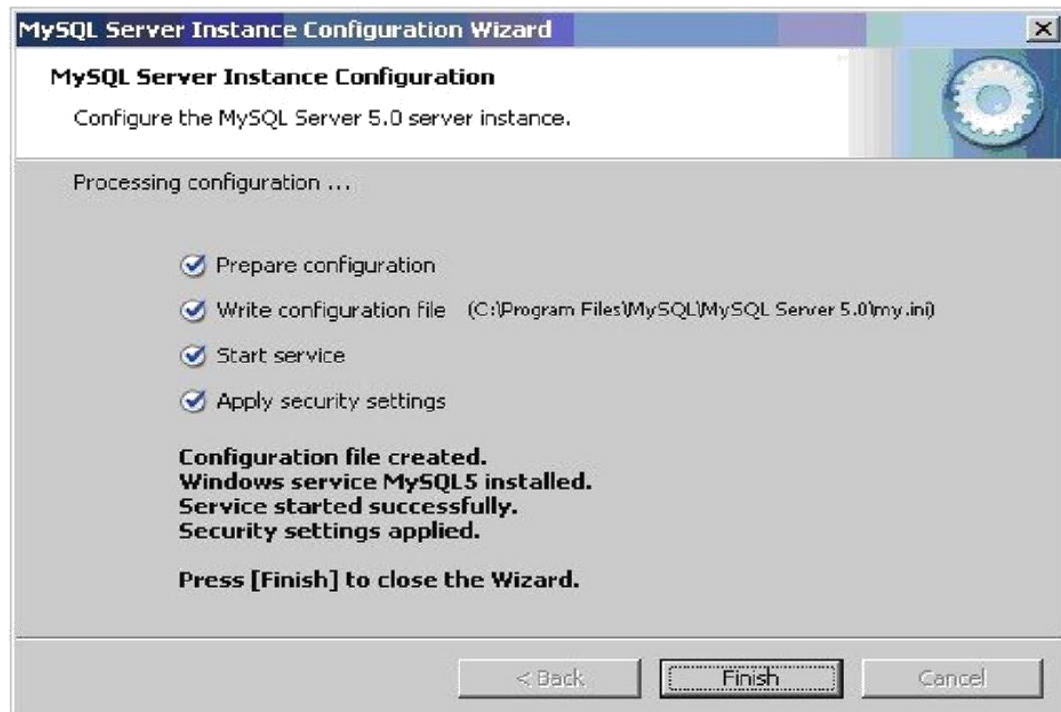 MySQL Server Instance Configuration Wizard
MySQL Server Instance Configuration
Configure the MySQL Server 5.0 server instance.
Processing configuration ...
Prepare configuration
Write configuration file (C:\Program Files\MySQL\MySQL Server 5.0\my.ini)
Start service
Apply security settings
Configuration file created.
Windows service MySQL5 installed.
Service started successfully.
Security settings applied.
Press [Finish] to close the Wizard.
< Back Finish Cancel